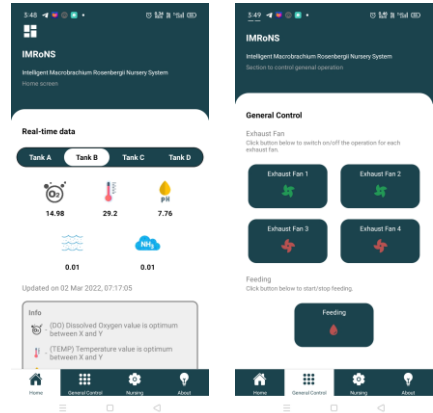 3:48
IMRoNS
Intelligent Macrobrachium Rosenbergii Nursery System
Home screen
Real-time data
Tank A Tank B Tank C Tank D
O₂ pH
14.98 29.2 7.76
NH₃
0.01 0.01
Updated on 02 Mar 2022, 07:17:05
Info
(DO) Dissolved Oxygen value is optimum
between X and Y
(TEMP) Temperature value is optimum
between X and Y
Home General Control Nursing About
3:49
IMRoNS
Intelligent Macrobrachium Rosenbergii Nursery System
Section to control general operation
General Control
Exhaust Fan
Click button below to switch on/off the operation for each
exhaust fan.
Exhaust Fan 1 Exhaust Fan 2
Exhaust Fan 3 Exhaust Fan 4
Feeding
Click button below to start/stop feeding.
Feeding
Home General Control Nursing About